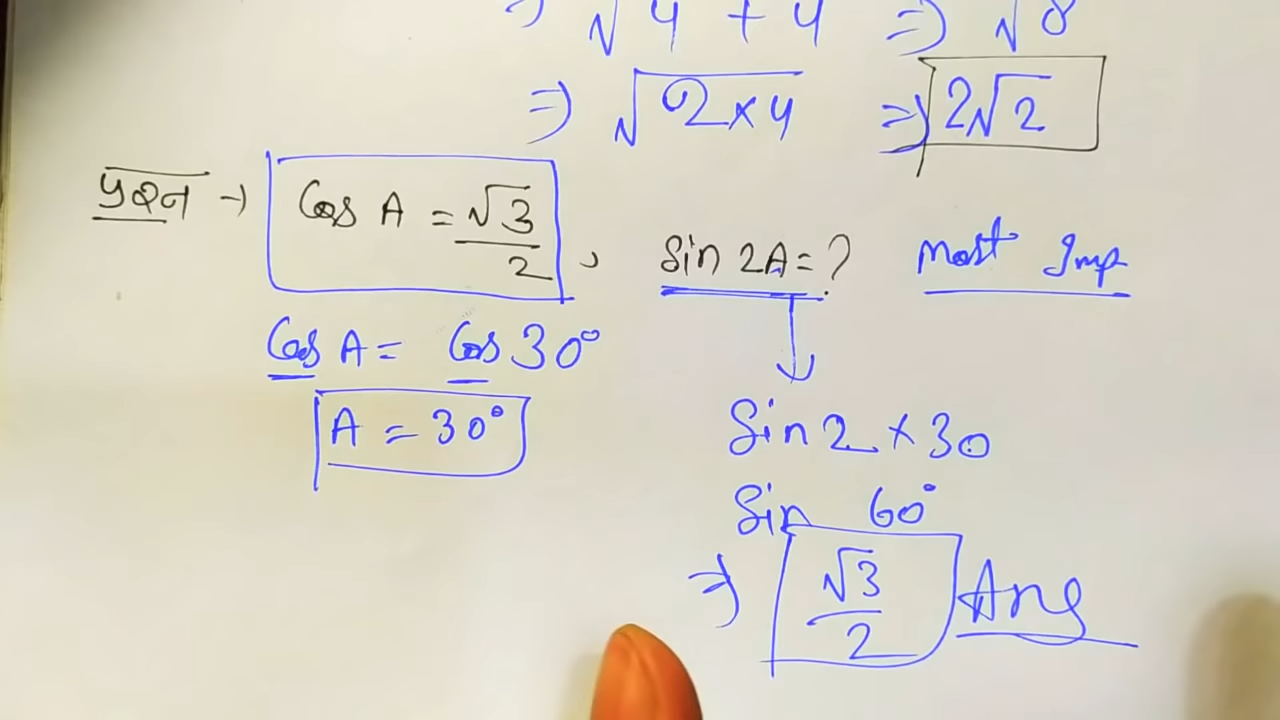 ⇒ √4 + 4 ⇒ √8
⇒ √2×4 ⇒ 2√2
प्रश्न → Cos A = √3/2 , Sin 2A = ? Most Imp
Cos A = Cos 30°
A = 30°
Sin 2 × 30
Sin 60°
⇒ √3/2 Ans